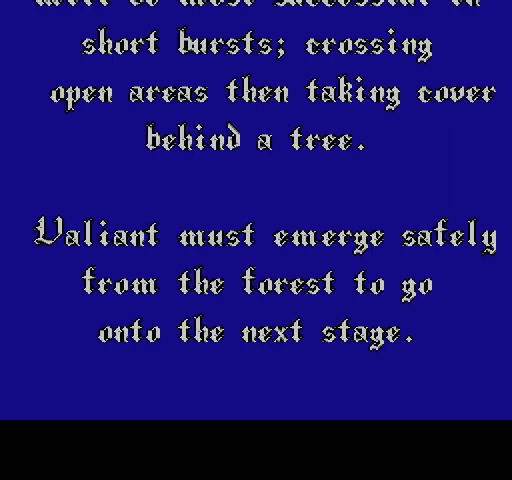 short bursts; crossing
open areas then taking cover
behind a tree.
Valiant must emerge safely
from the forest to go
onto the next stage.